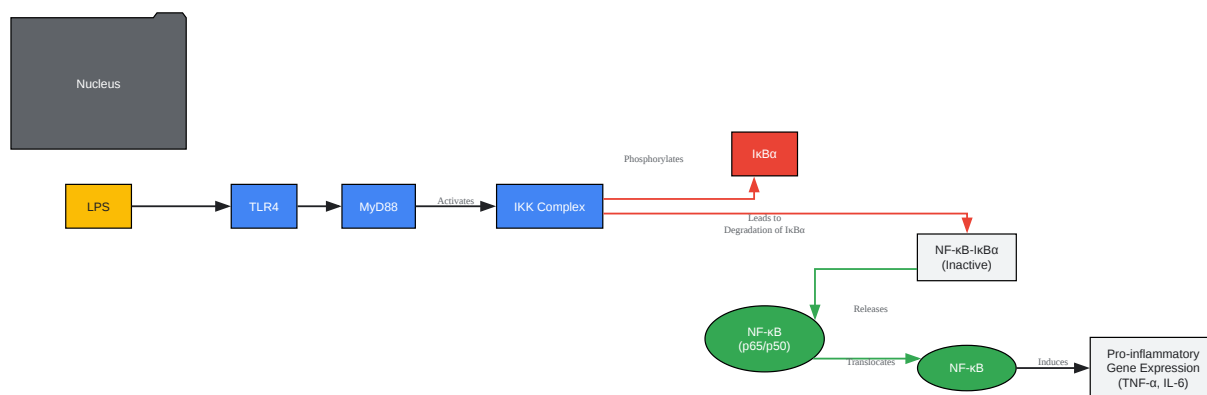 Nucleus
LPS
TLR4
MyD88
Activates
IKK Complex
Phosphorylates
IκBα
Leads to
Degradation of IκBα
NF-κB-IκBα
(Inactive)
Releases
NF-κB
(p65/p50)
Translocates
NF-κB
Induces
Pro-inflammatory
Gene Expression
(TNF-α, IL-6)